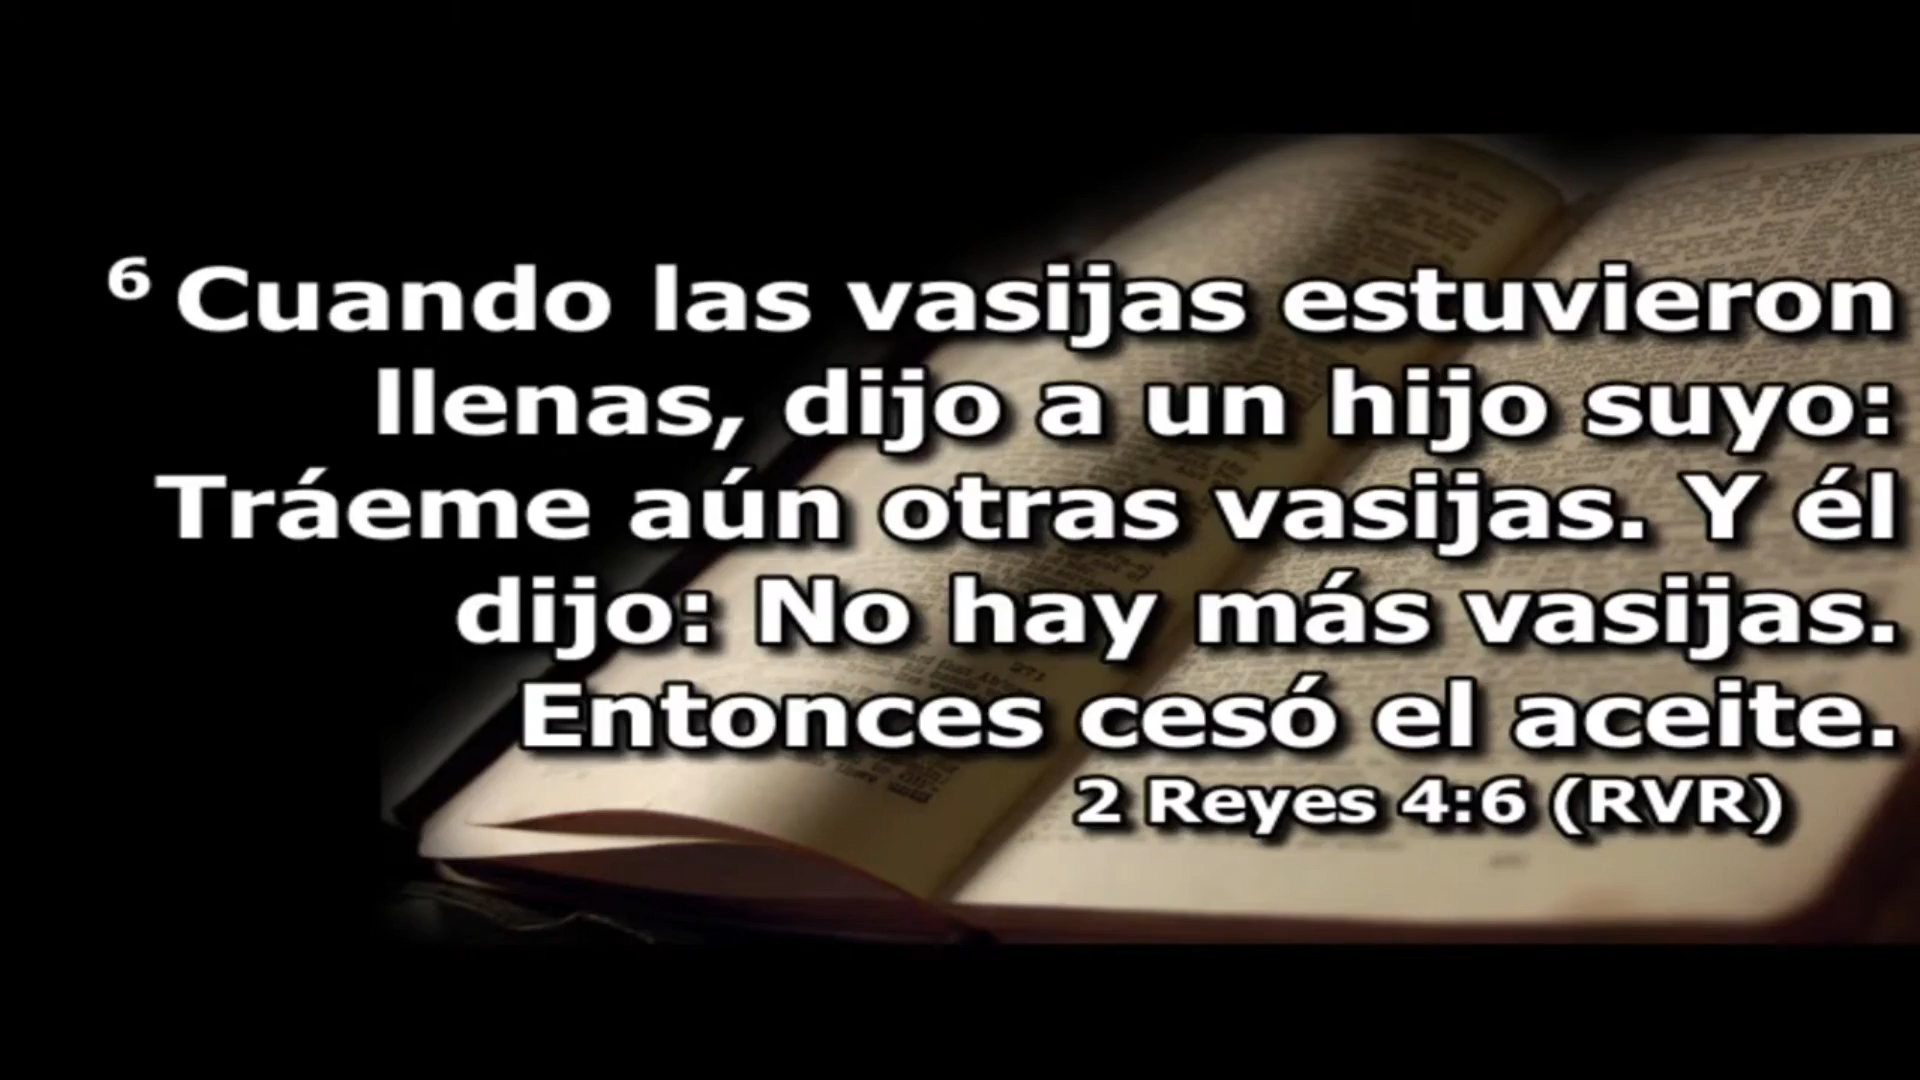 6 Cuando las vasijas estuvieron
llenas, dijo a un hijo suyo:
Tráeme aún otras vasijas. Y él
dijo: No hay más vasijas.
Entonces cesó el aceite.
2 Reyes 4:6 (RVR)